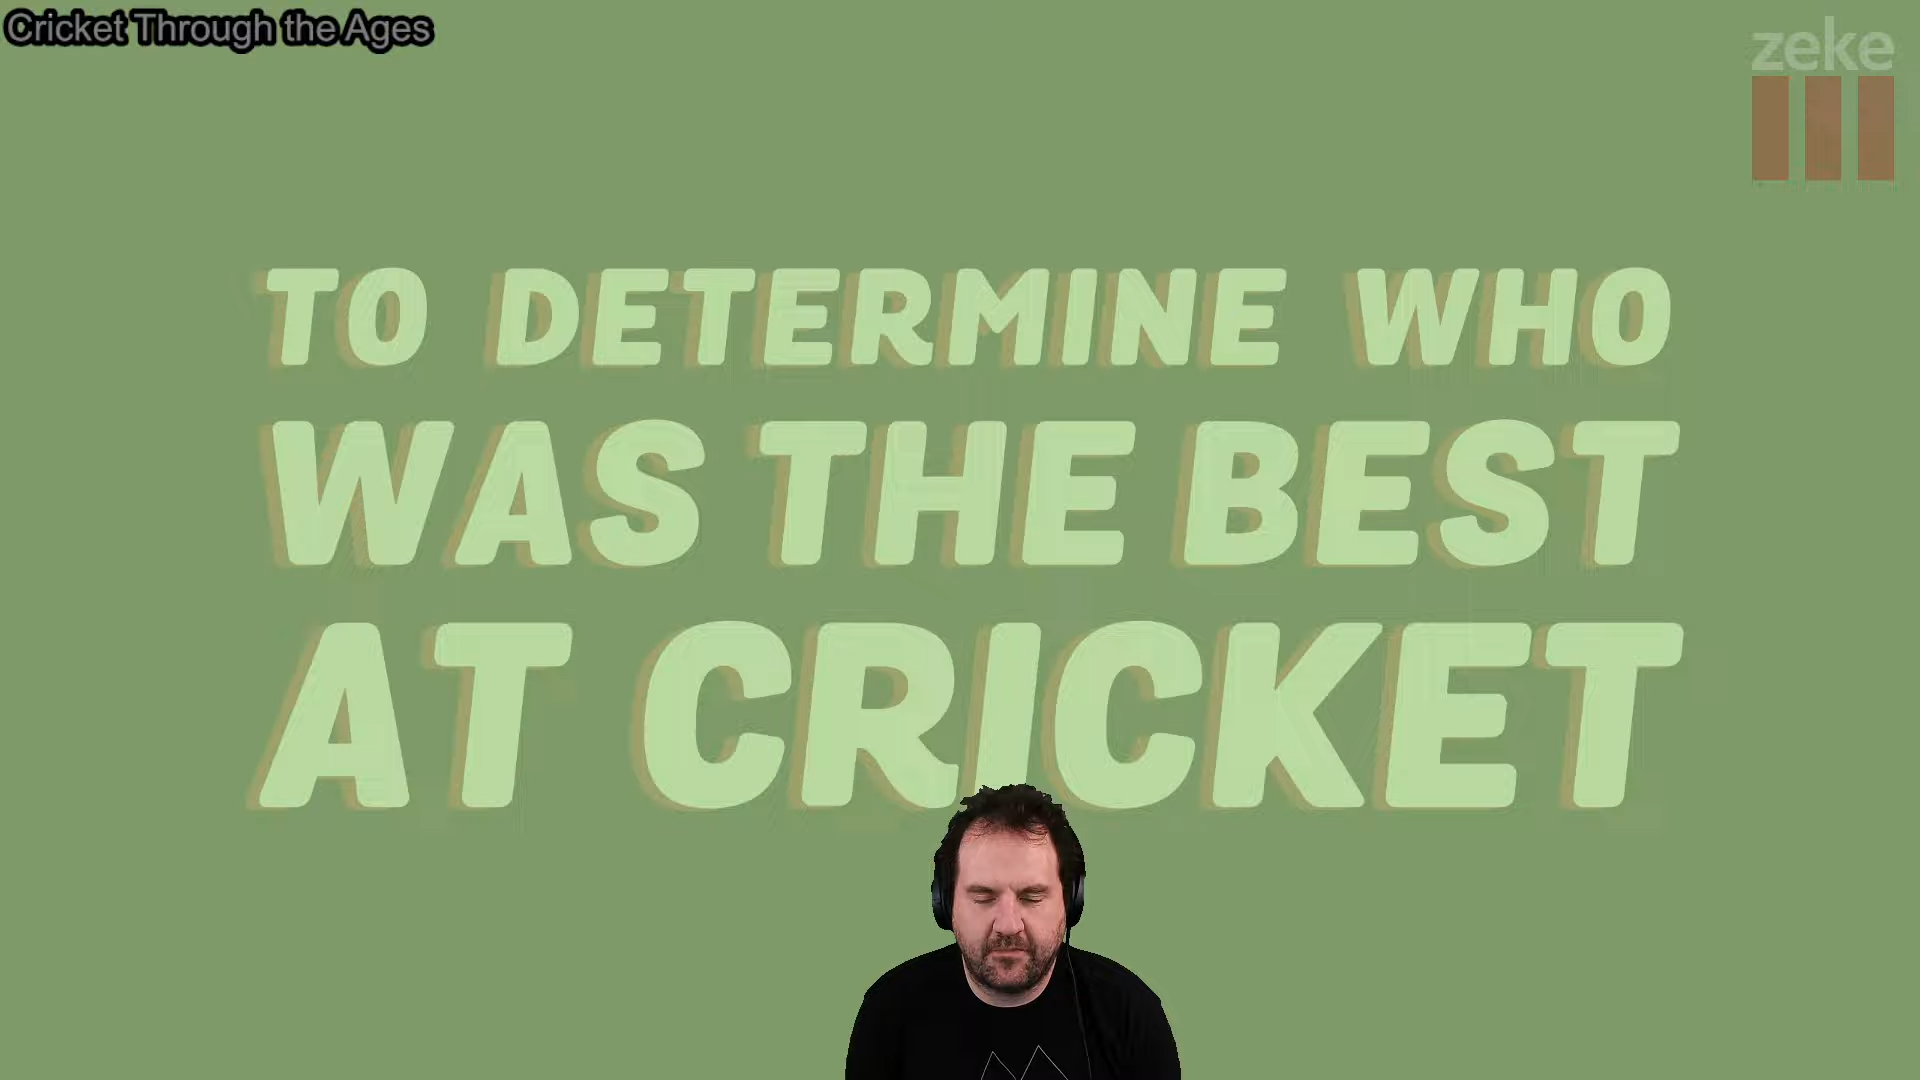 Cricket Through the Ages
zeke
TO DETERMINE WHO
WAS THE BEST
AT CRICKET